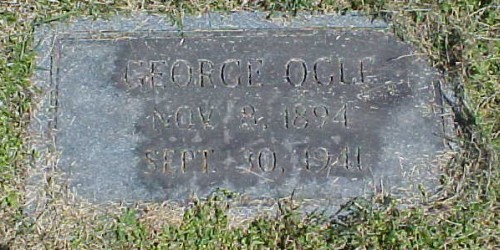 GEORGE OGLE
NOV. 8, 1894
SEPT. 30, 1941